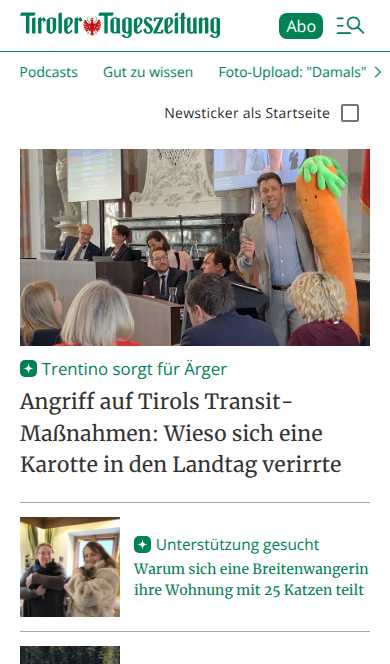 Tiroler Tageszeitung
Abo
Podcasts Gut zu wissen Foto-Upload: "Damals"
Newsticker als Startseite
Trentino sorgt für Ärger
Angriff auf Tirols Transit-
Maßnahmen: Wieso sich eine
Karotte in den Landtag verirrte
Unterstützung gesucht
Warum sich eine Breitenwangerin
ihre Wohnung mit 25 Katzen teilt